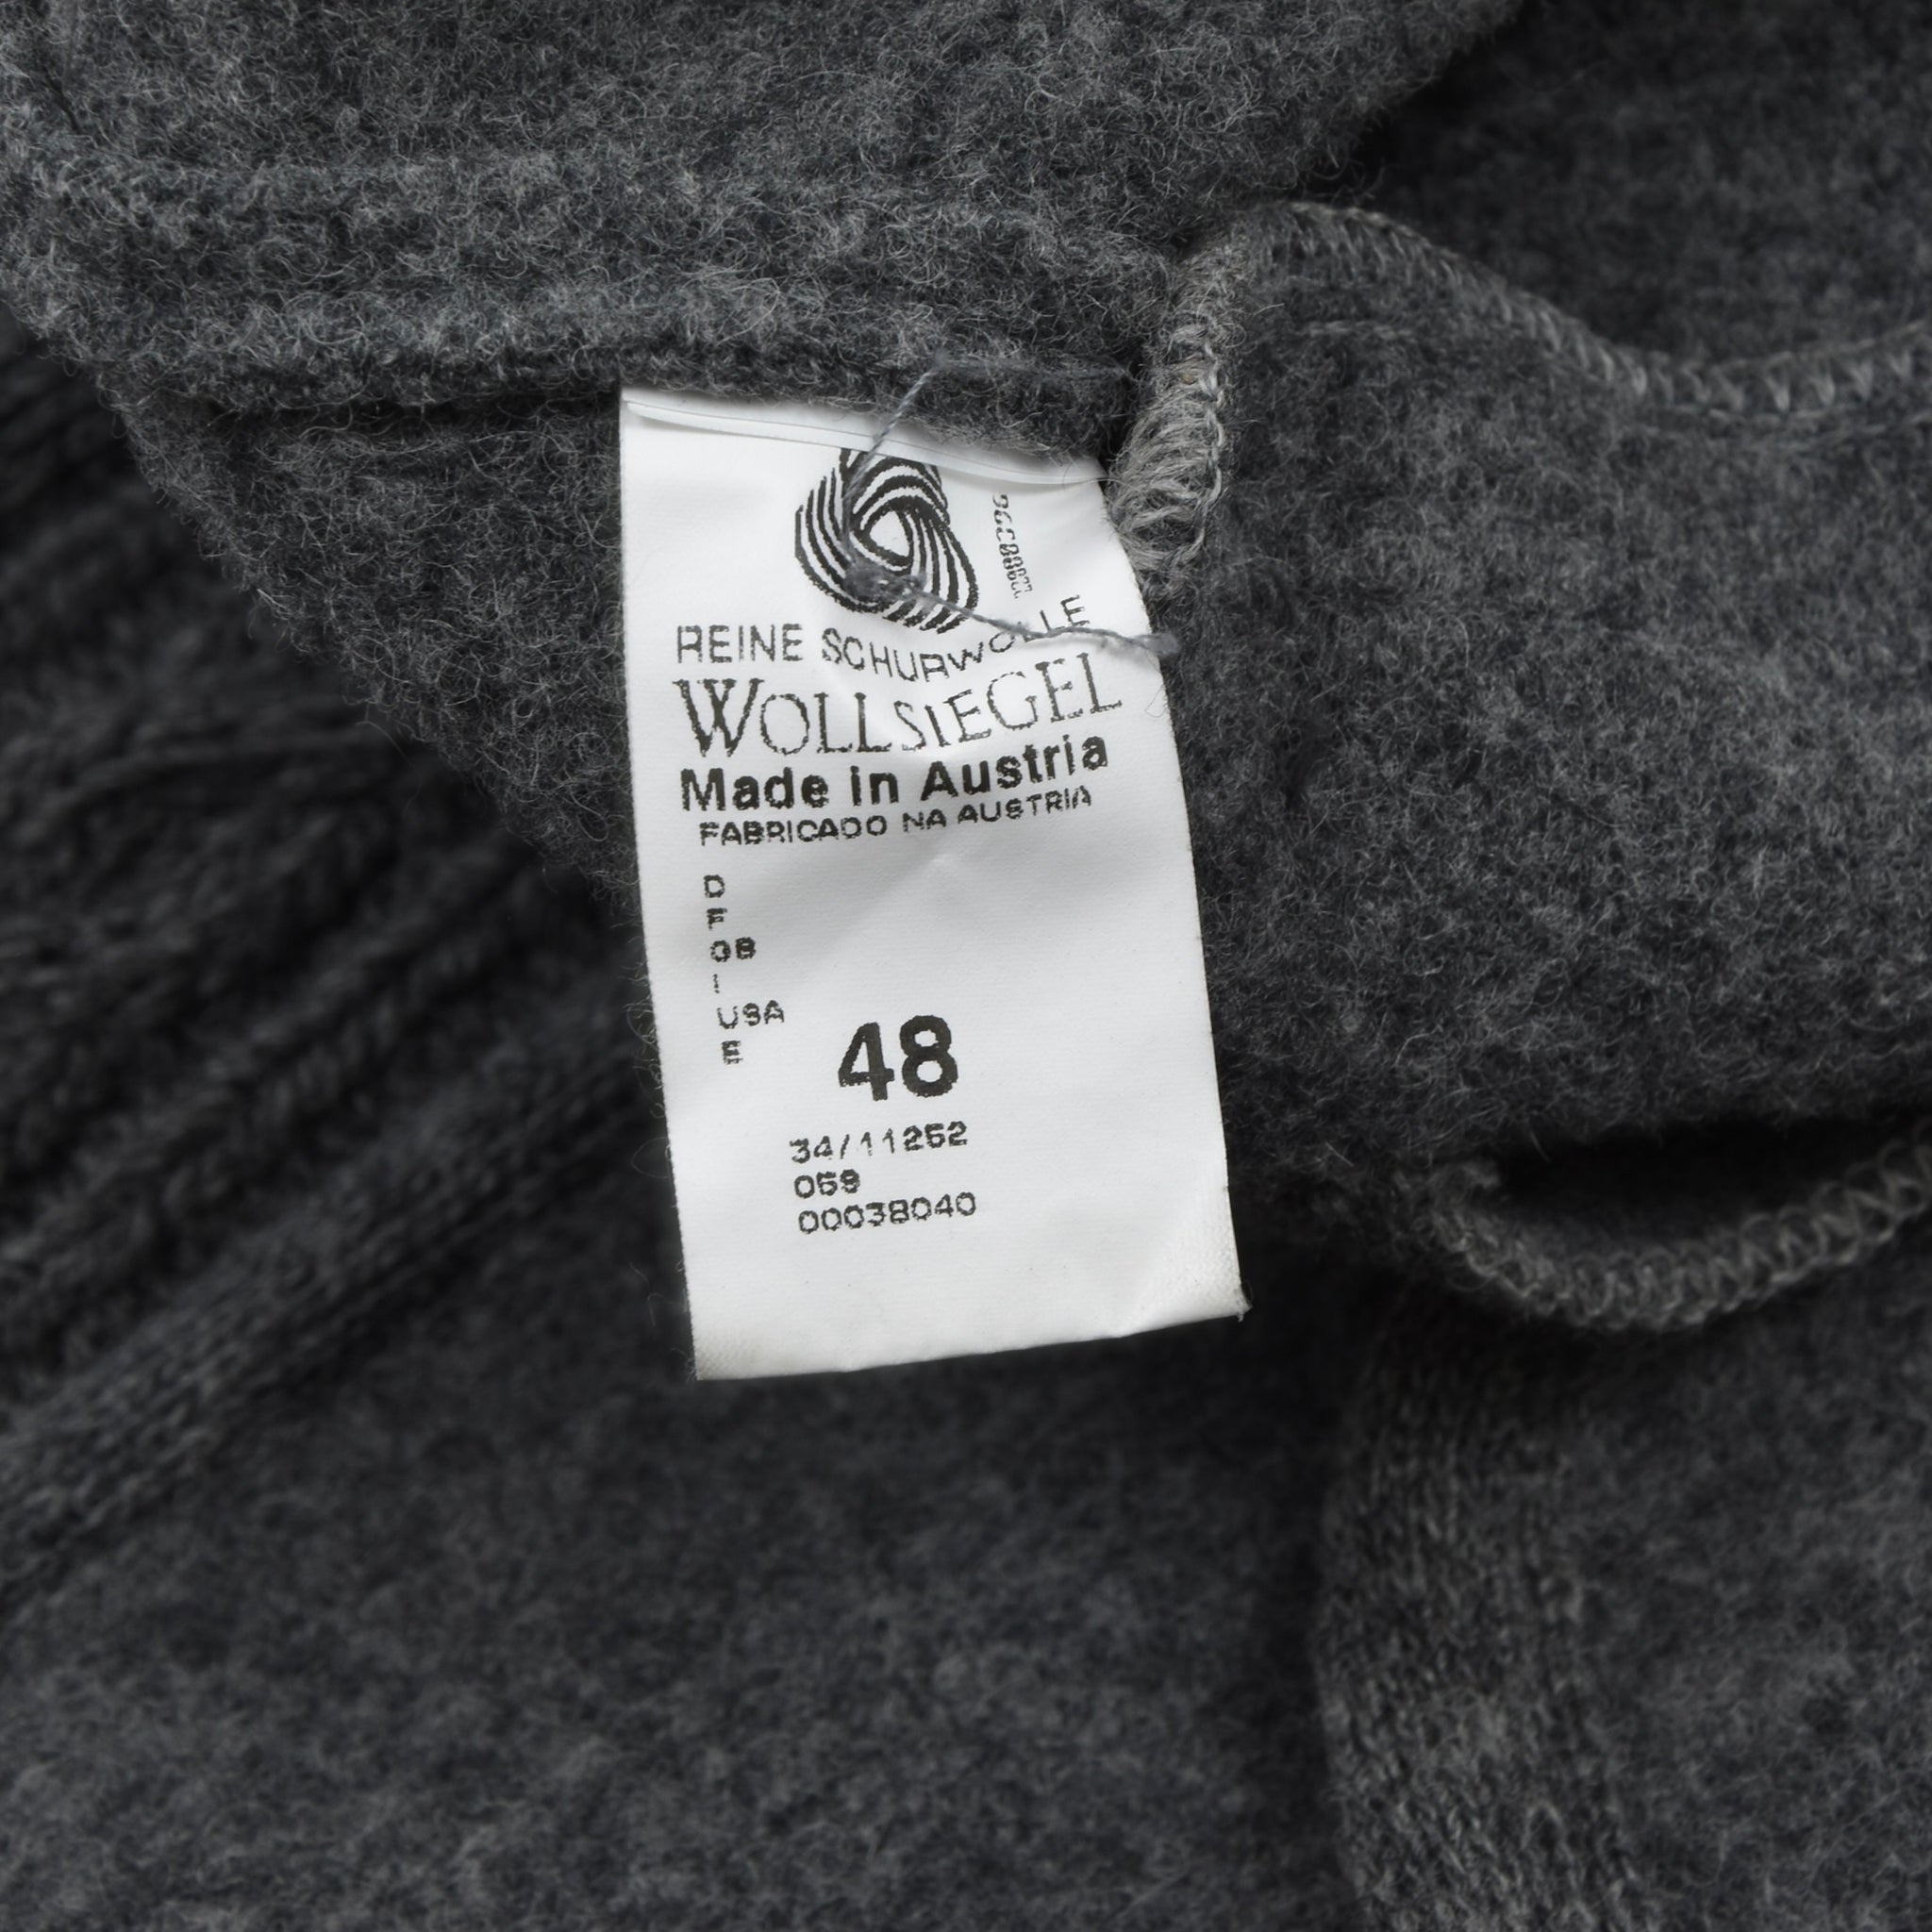 REINE SCHURWOLLE
WOLLSIEGEL
Made in Austria
FABRICADO NA AUSTRIA
D
F
GB
I
USA
E
48
34/11252
059
00038040